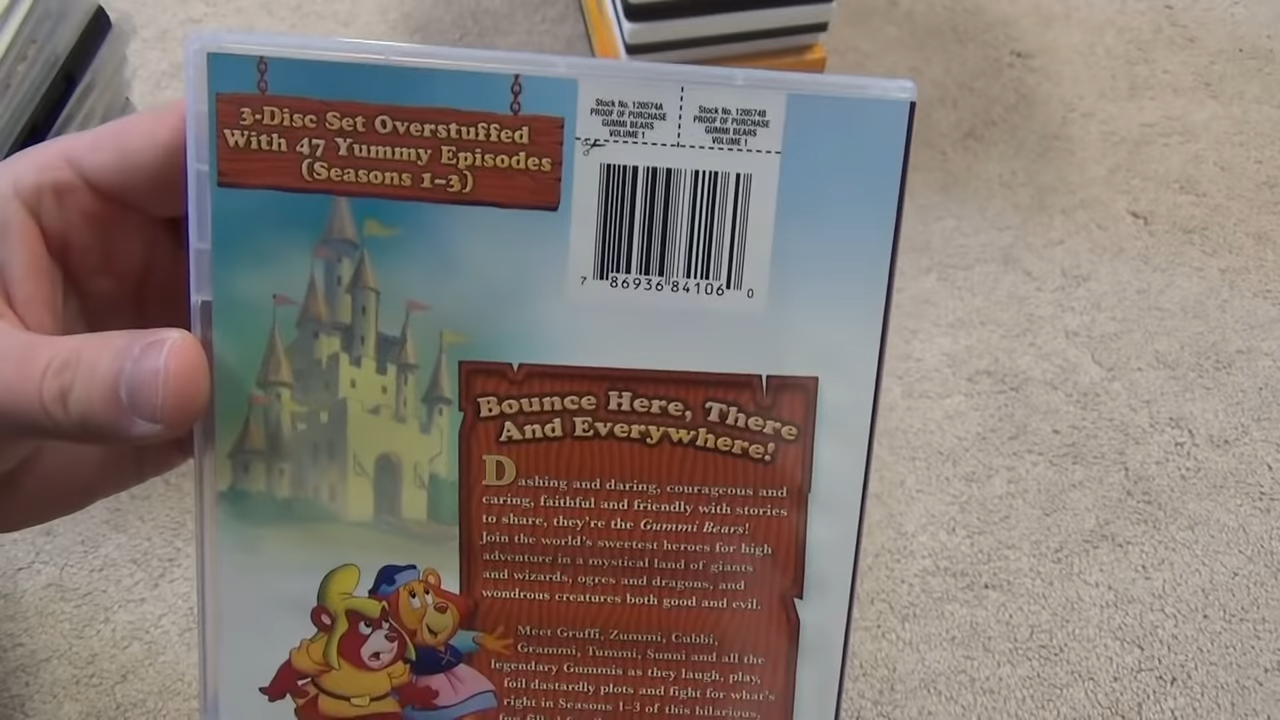 3-Disc Set Overstuffed
With 47 Yummy Episodes
(Seasons 1-3)
Stock No. 120574A
PROOF OF PURCHASE
GUMMI BEARS
VOLUME 1
Stock No. 120574B
PROOF OF PURCHASE
GUMMI BEARS
VOLUME 1
7 86936 84106 0
Bounce Here, There
And Everywhere!
Dashing and daring, courageous and
caring, faithful and friendly with stories
to share, they're the Gummi Bears!
Join the world's sweetest heroes for high
adventure in a mystical land of giants
and wizards, ogres and dragons, and
wondrous creatures both good and evil.
Meet Gruffi, Zummi, Cubbi,
Grammi, Tummi, Sunni and all the
legendary Gummis as they laugh, play,
foil dastardly plots and fight for what's
right in Seasons 1-3 of this hilarious,